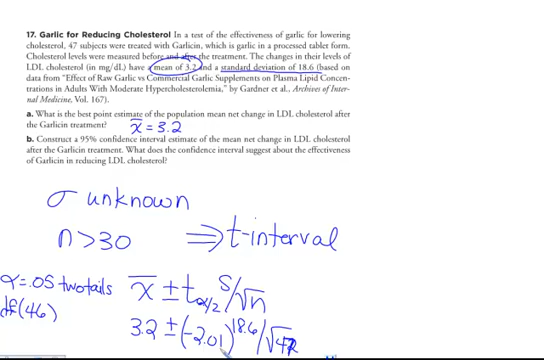 17. Garlic for Reducing Cholesterol In a test of the effectiveness of garlic for lowering
cholesterol, 47 subjects were treated with Garlicin, which is garlic in a processed tablet form.
Cholesterol levels were measured before and after the treatment. The changes in their levels of
LDL cholesterol (in mg/dL) have a mean of 3.2 and a standard deviation of 18.6 (based on
data from "Effect of Raw Garlic vs Commercial Garlic Supplements on Plasma Lipid Concen-
trations in Adults With Moderate Hypercholesterolemia," by Gardner et al., Archives of Inter-
nal Medicine, Vol. 167).
a. What is the best point estimate of the population mean net change in LDL cholesterol after
the Garlicin treatment? x̄ = 3.2
b. Construct a 95% confidence interval estimate of the mean net change in LDL cholesterol
after the Garlicin treatment. What does the confidence interval suggest about the effectiveness
of Garlicin in reducing LDL cholesterol?
σ unknown
n>30 ⇒ t-interval
α=.05 two tails x̄ ± t α/2 s/√n
df(46) 3.2 ± (-2.01) 18.6/√47